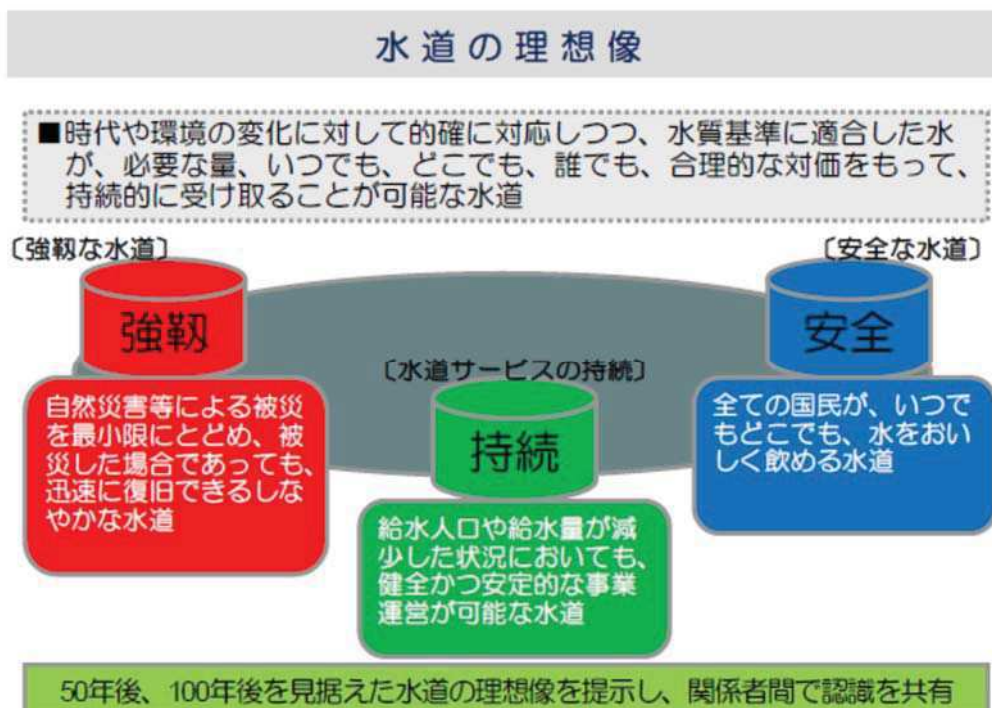 水道の理想像
■時代や環境の変化に対して的確に対応しつつ、水質基準に適合した水
が、必要な量、いつでも、どこでも、誰でも、合理的な対価をもって、
持続的に受け取ることが可能な水道
〔強靱な水道〕
〔安全な水道〕
強靱
安全
〔水道サービスの持続〕
自然災害等による被災
を最小限にとどめ、被
災した場合であっても、
迅速に復旧できるしな
やかな水道
持続
全ての国民が、いつで
もどこでも、水をおい
しく飲める水道
給水人口や給水量が減
少した状況においても、
健全かつ安定的な事業
運営が可能な水道
50年後、100年後を見据えた水道の理想像を提示し、関係者間で認識を共有